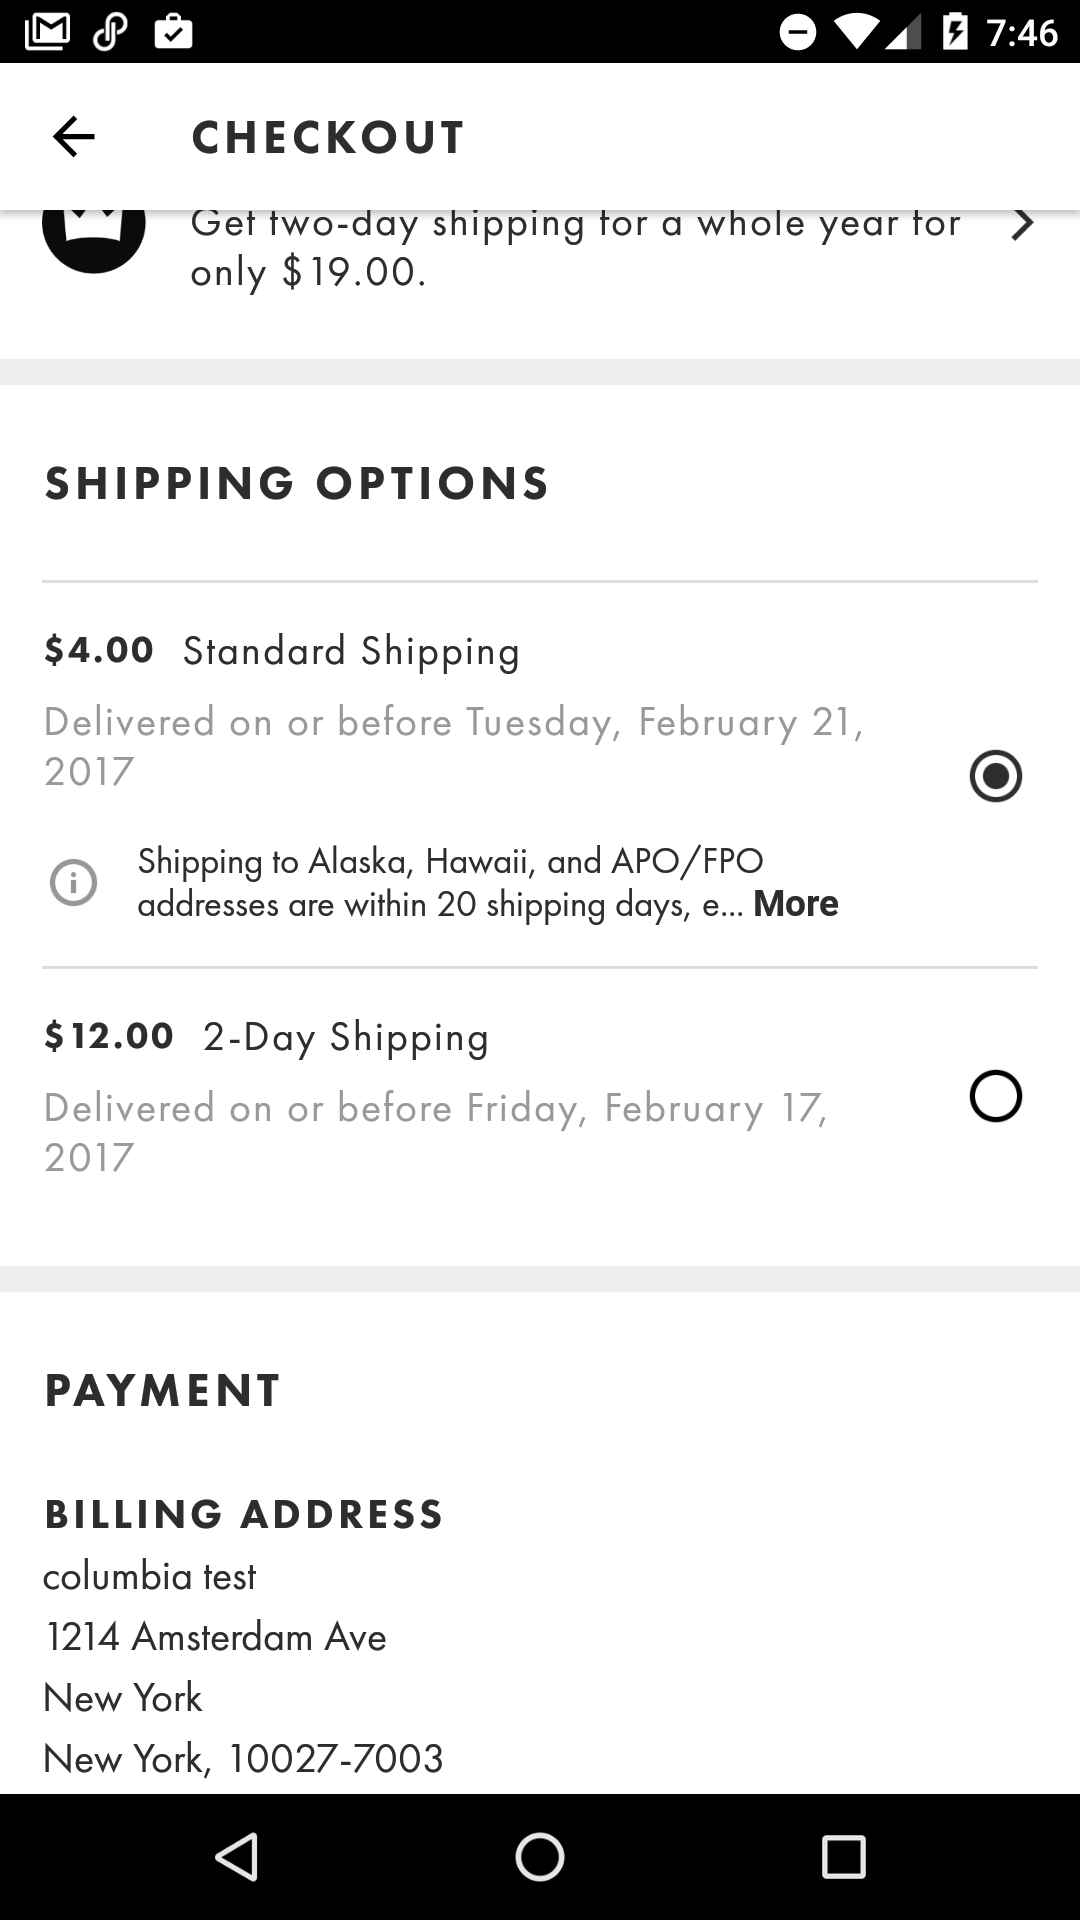 7:46
CHECKOUT
Get two-day shipping for a whole year for
only $19.00.
SHIPPING OPTIONS
$4.00 Standard Shipping
Delivered on or before Tuesday, February 21,
2017
Shipping to Alaska, Hawaii, and APO/FPO
addresses are within 20 shipping days, e... More
$12.00 2-Day Shipping
Delivered on or before Friday, February 17,
2017
PAYMENT
BILLING ADDRESS
columbia test
1214 Amsterdam Ave
New York
New York, 10027-7003